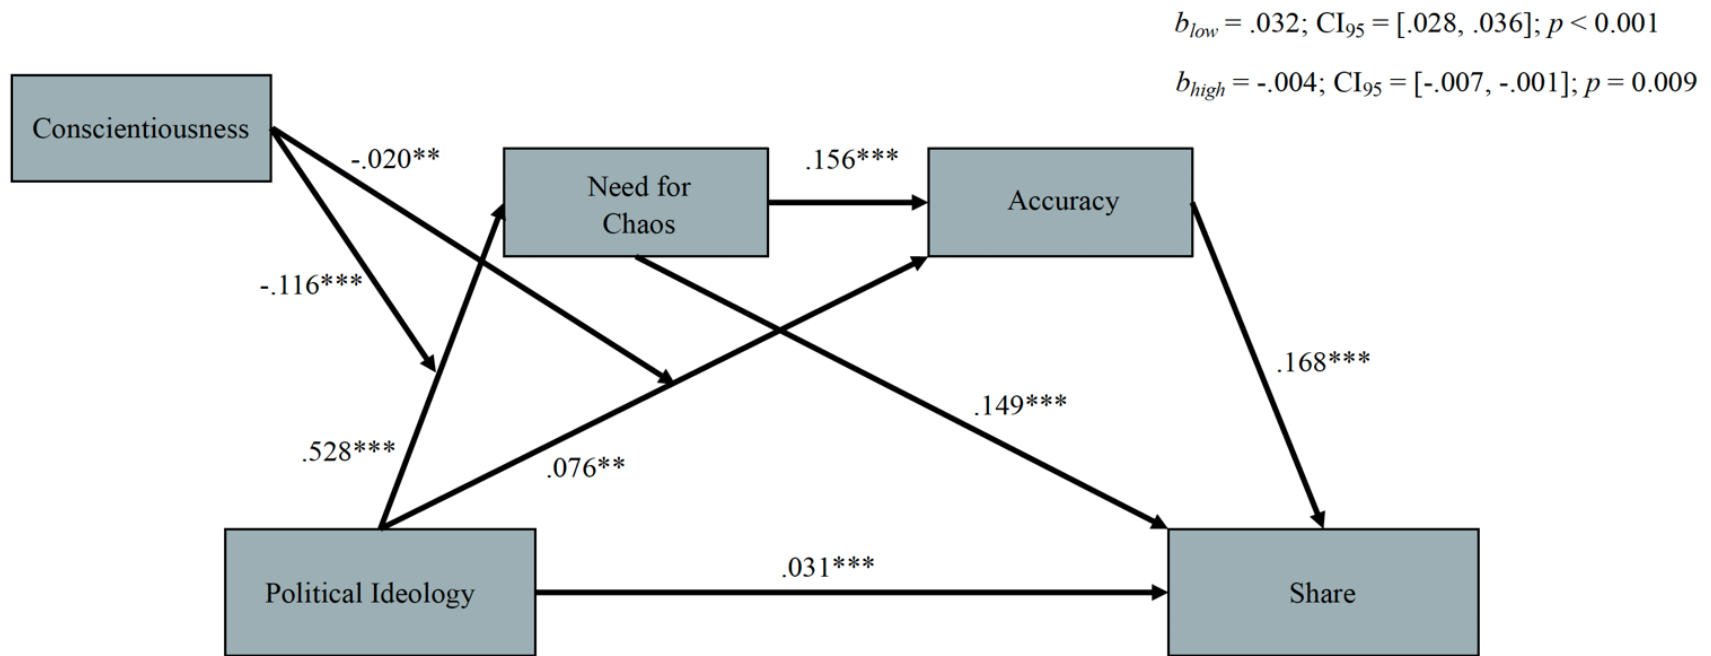 b_low = .032; CI95 = [.028, .036]; p < 0.001
b_high = -.004; CI95 = [-.007, -.001]; p = 0.009
Conscientiousness
-.020**
Need for
Chaos
.156***
Accuracy
-.116***
.168***
.149***
.528***
.076**
.031***
Political Ideology
Share